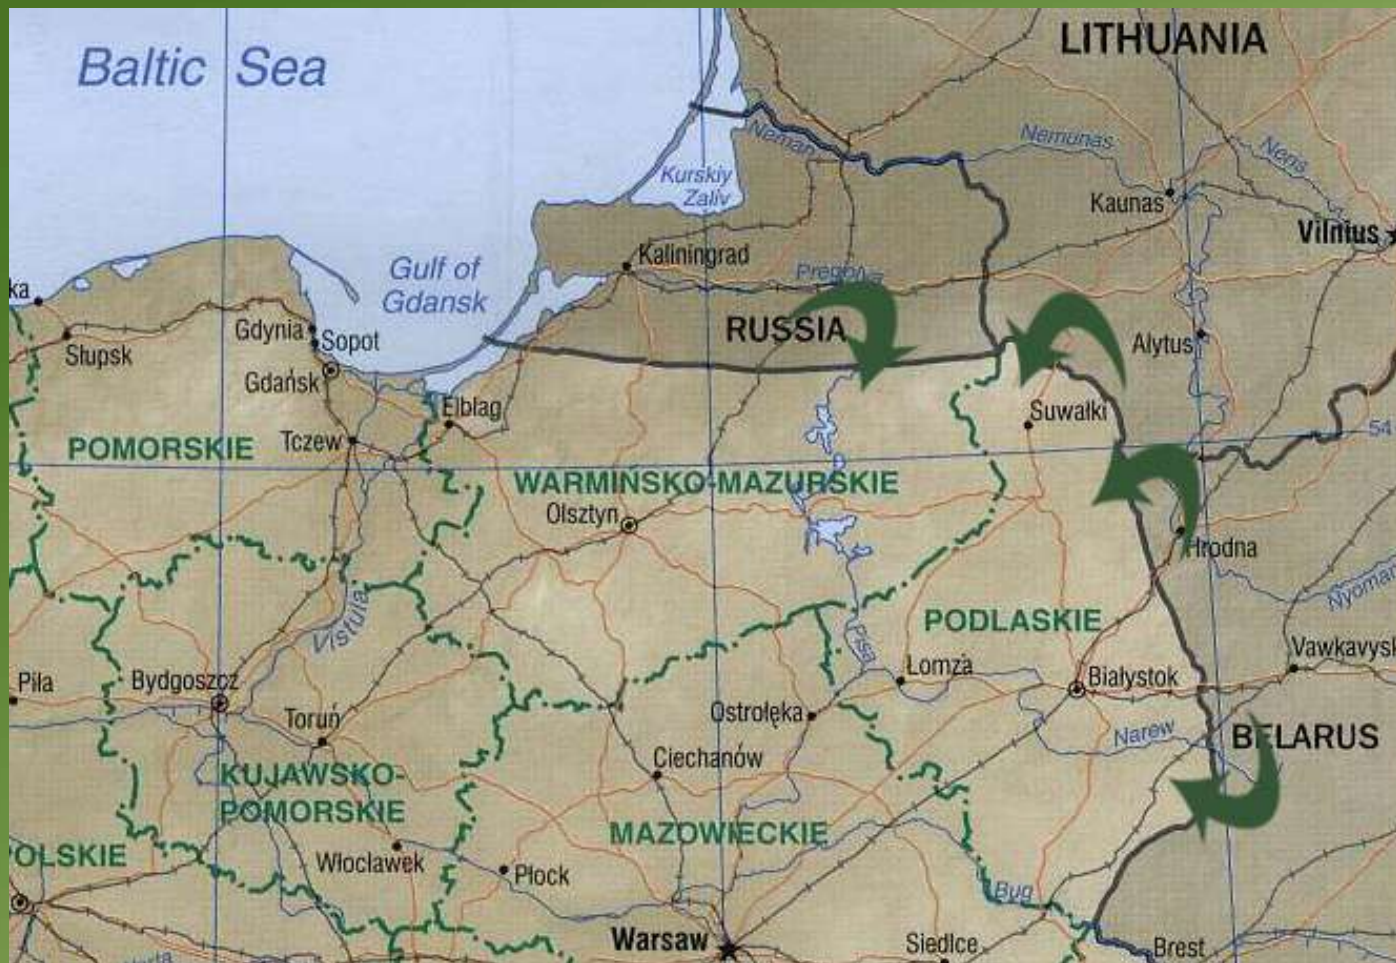 LITHUANIA
Baltic Sea
Neman
Nemunas
Neris
Kurskiy
Zaliv
Kaunas
Vilnius
Kaliningrad
Gulf of
Gdansk
Pregolya
ka
Gdynia
Sopot
RUSSIA
Słupsk
Alytus
Gdańsk
Elbląg
Suwałki
54
POMORSKIE
Tczew
WARMIŃSKO-MAZURSKIE
Olsztyn
Hrodna
Nyoman
Vistula
PODLASKIE
Pisa
Vawkavysk
Piła
Bydgoszcz
Łomża
Białystok
Toruń
Ostrołęka
Narew
BELARUS
Ciechanów
KUJAWSKO-
POMORSKIE
MAZOWIECKIE
POLSKIE
Włocławek
Płock
Bug
Warsaw
Siedlce
Brest
Warta